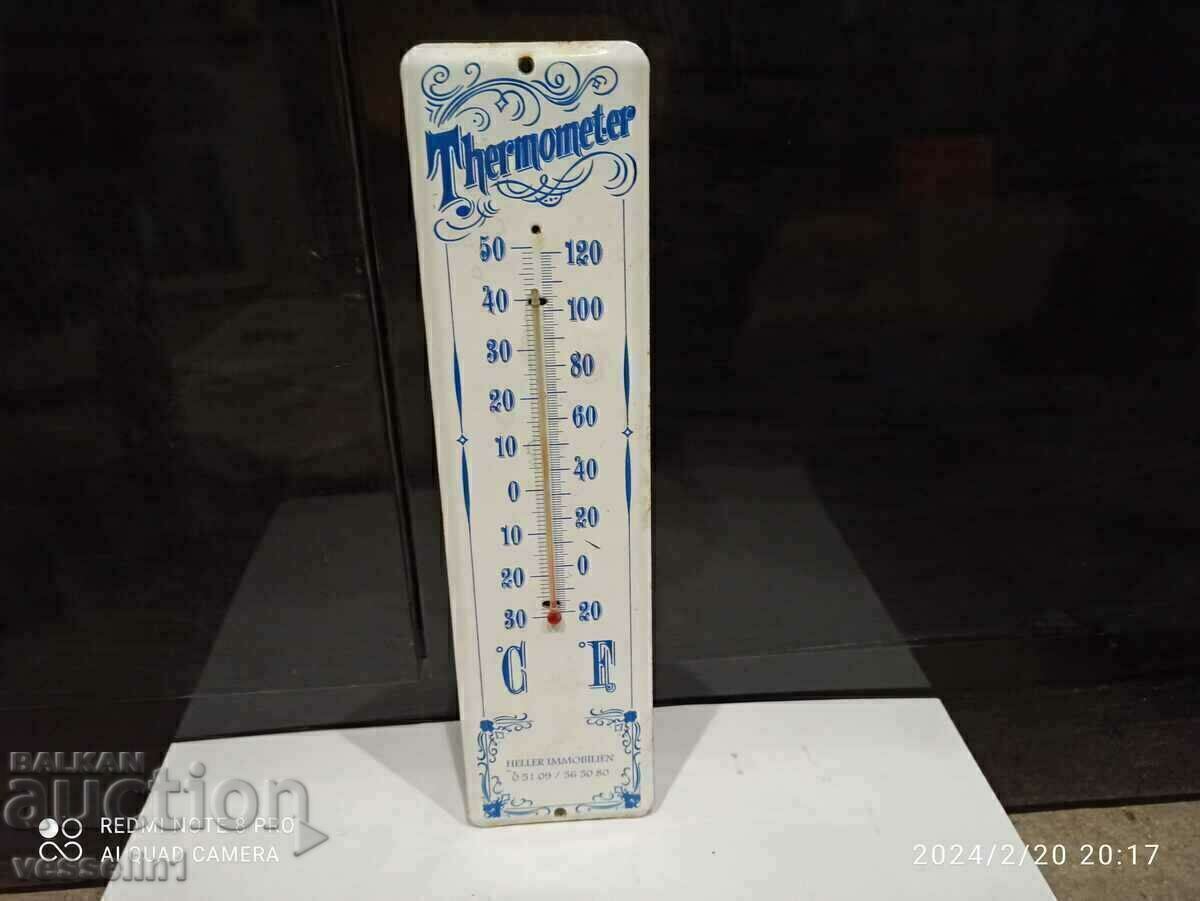 Thermometer
50 120
40 100
30 80
20 60
10 40
0 20
10 0
20 20
30
°C °F
HELLER IMMOBILIEN
51 09 / 56 50 80
BALKAN
auction
REDMI NOTE 8 PRO
AI QUAD CAMERA
vesselin1
2024/2/20 20:17